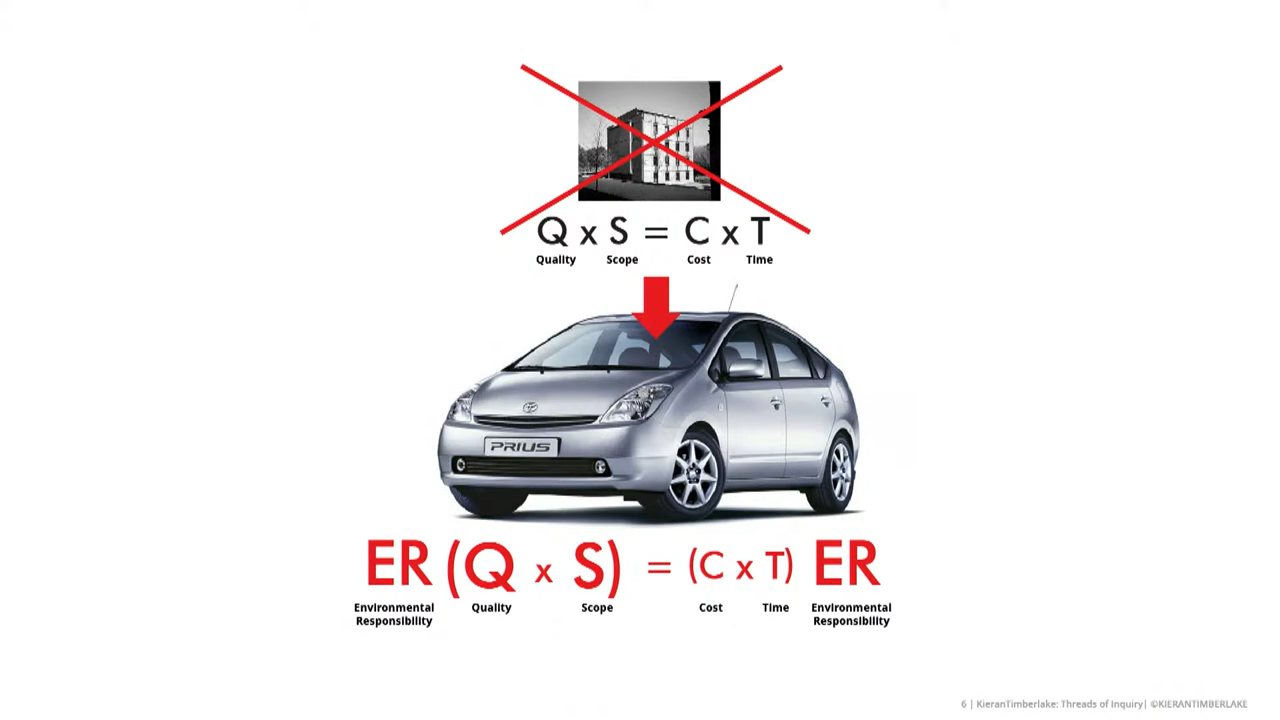 Q x S = C x T
Quality Scope Cost Time
PRIUS
ER (Q x S) = (C x T) ER
Environmental Responsibility Quality Scope Cost Time Environmental Responsibility
6 | KieranTimberlake: Threads of Inquiry| ©KIERANTIMBERLAKE